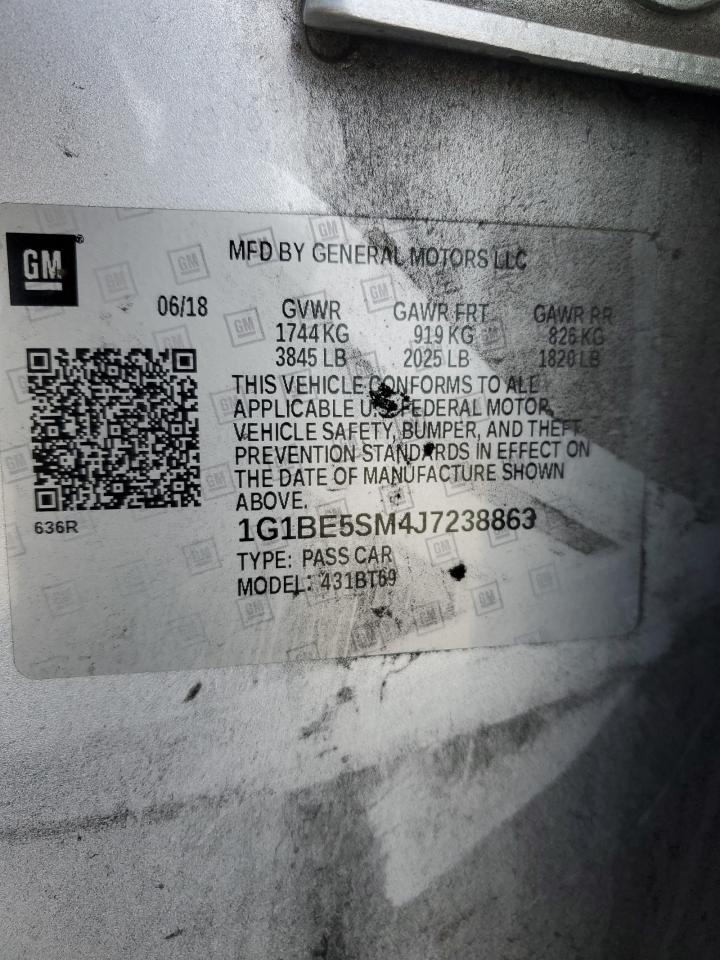 GM
MFD BY GENERAL MOTORS LLC
06/18 GVWR GAWR FRT GAWR RR
1744 KG 919 KG 826 KG
3845 LB 2025 LB 1820 LB
THIS VEHICLE CONFORMS TO ALL
APPLICABLE U.S. FEDERAL MOTOR
VEHICLE SAFETY, BUMPER, AND THEFT
PREVENTION STANDARDS IN EFFECT ON
THE DATE OF MANUFACTURE SHOWN
ABOVE.
636R
1G1BE5SM4J7238863
TYPE: PASS CAR
MODEL: 431BT69